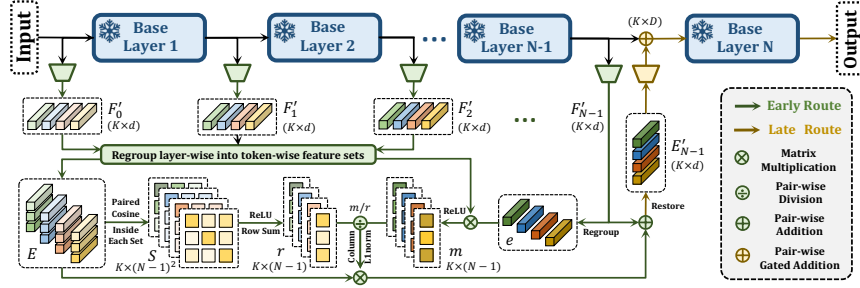 Input
Base
Layer 1
Base
Layer 2
...
Base
Layer N-1
(K×D)
Base
Layer N
Output
F′₀
(K×d)
F′₁
(K×d)
F′₂
(K×d)
...
F′N−1
(K×d)
E′N−1
(K×d)
Regroup layer-wise into token-wise feature sets
E
Paired
Cosine
Inside
Each Set
S
K×(N−1)²
ReLU
Row Sum
r
K×(N−1)
m/r
Column
L1norm
m
K×(N−1)
ReLU
e
Regroup
Restore
Early Route
Late Route
Matrix
Multiplication
Pair-wise
Division
Pair-wise
Addition
Pair-wise
Gated Addition